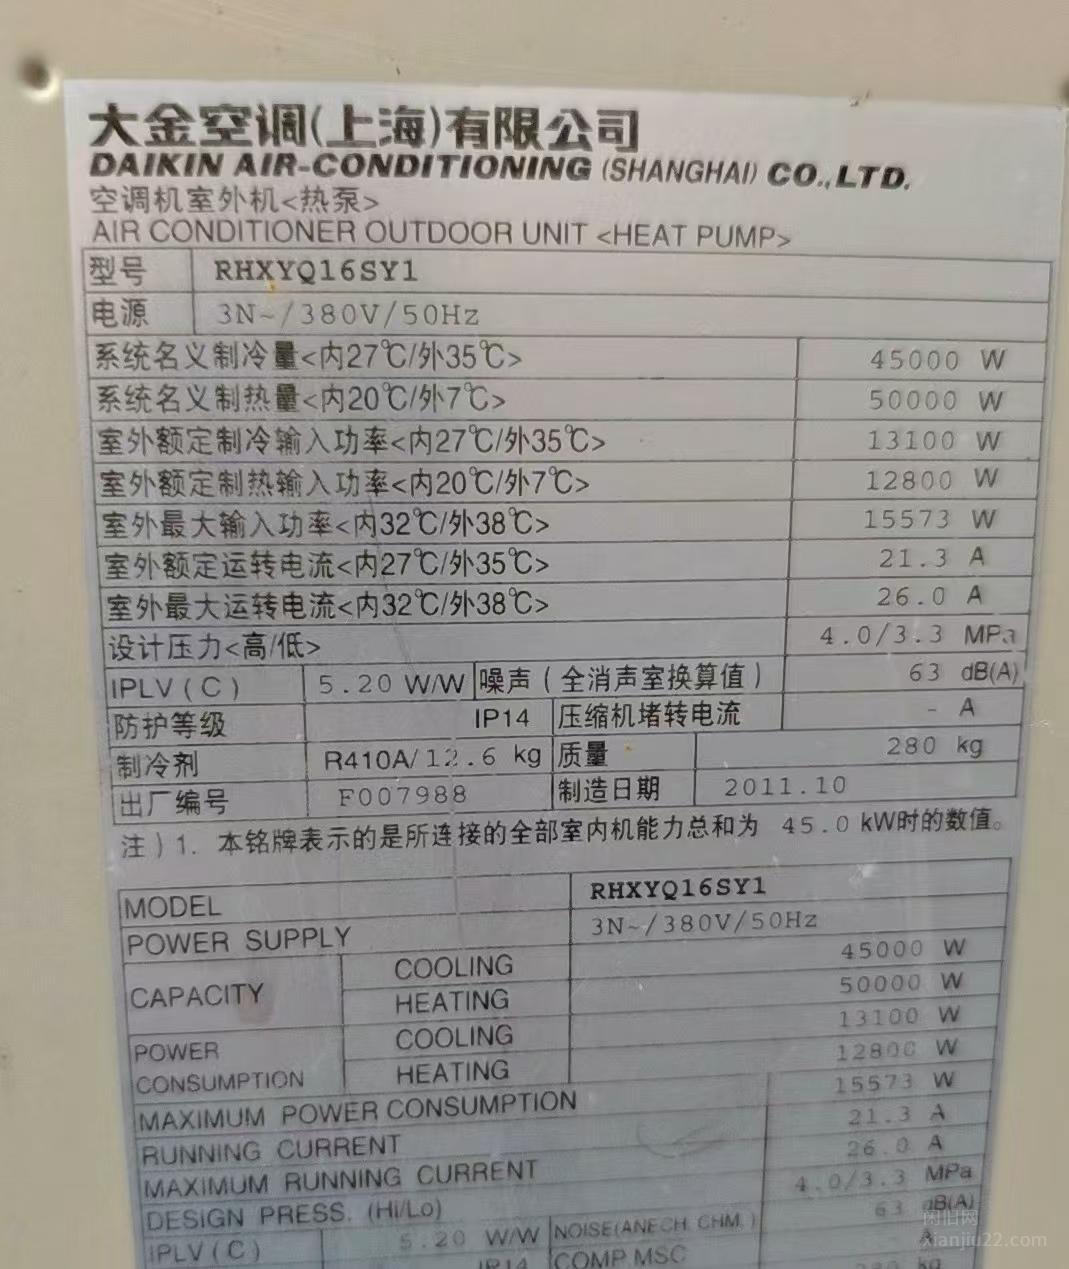 大金空调(上海)有限公司
DAIKIN AIR-CONDITIONING (SHANGHAI) CO.,LTD.
空调机室外机<热泵>
AIR CONDITIONER OUTDOOR UNIT <HEAT PUMP>
型号 RHXYQ16SY1
电源 3N~/380V/50Hz
系统名义制冷量<内27℃/外35℃> 45000 W
系统名义制热量<内20℃/外7℃> 50000 W
室外额定制冷输入功率<内27℃/外35℃> 13100 W
室外额定制热输入功率<内20℃/外7℃> 12800 W
室外最大输入功率<内32℃/外38℃> 15573 W
室外额定运转电流<内27℃/外35℃> 21.3 A
室外最大运转电流<内32℃/外38℃> 26.0 A
设计压力<高/低> 4.0/3.3 MPa
IPLV(C) 5.20 W/W 噪声(全消声室换算值) 63 dB(A)
防护等级 IP14 压缩机堵转电流 - A
制冷剂 R410A/12.6 kg 质量 280 kg
出厂编号 F007988 制造日期 2011.10
注)1. 本铭牌表示的是所连接的全部室内机能力总和为 45.0 kW时的数值。
MODEL RHXYQ16SY1
POWER SUPPLY 3N~/380V/50Hz
CAPACITY COOLING 45000 W
HEATING 50000 W
POWER CONSUMPTION COOLING 13100 W
HEATING 12800 W
MAXIMUM POWER CONSUMPTION 15573 W
RUNNING CURRENT 21.3 A
MAXIMUM RUNNING CURRENT 26.0 A
DESIGN PRESS. (Hi/Lo) 4.0/3.3 MPa
IPLV(C) 5.20 W/W NOISE(ANECH. CHM.) 63 dB(A)
IP14 COMP MSC A
280 kg
闲旧网
xianjiu22.com